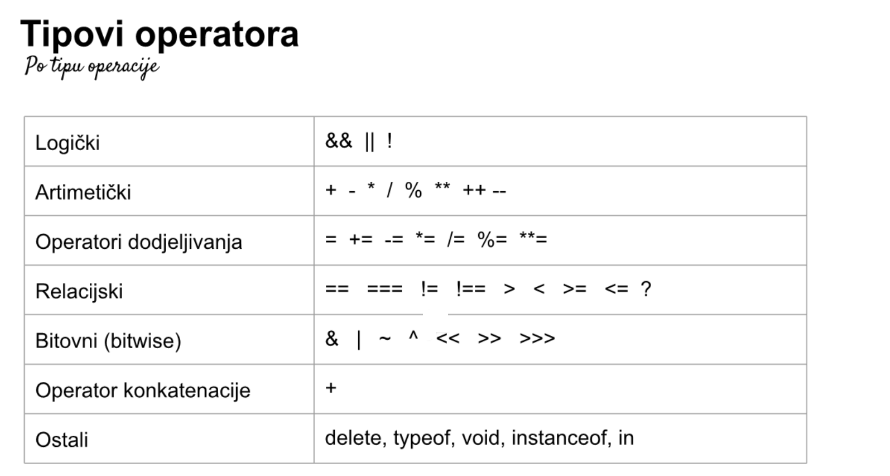 Tipovi operatora
Po tipu operacije
Logički && || !
Artimetički + - * / % ** ++ --
Operatori dodjeljivanja = += -= *= /= %= **=
Relacijski == === != !== > < >= <= ?
Bitovni (bitwise) & | ~ ^ << >> >>>
Operator konkatenacije +
Ostali delete, typeof, void, instanceof, in